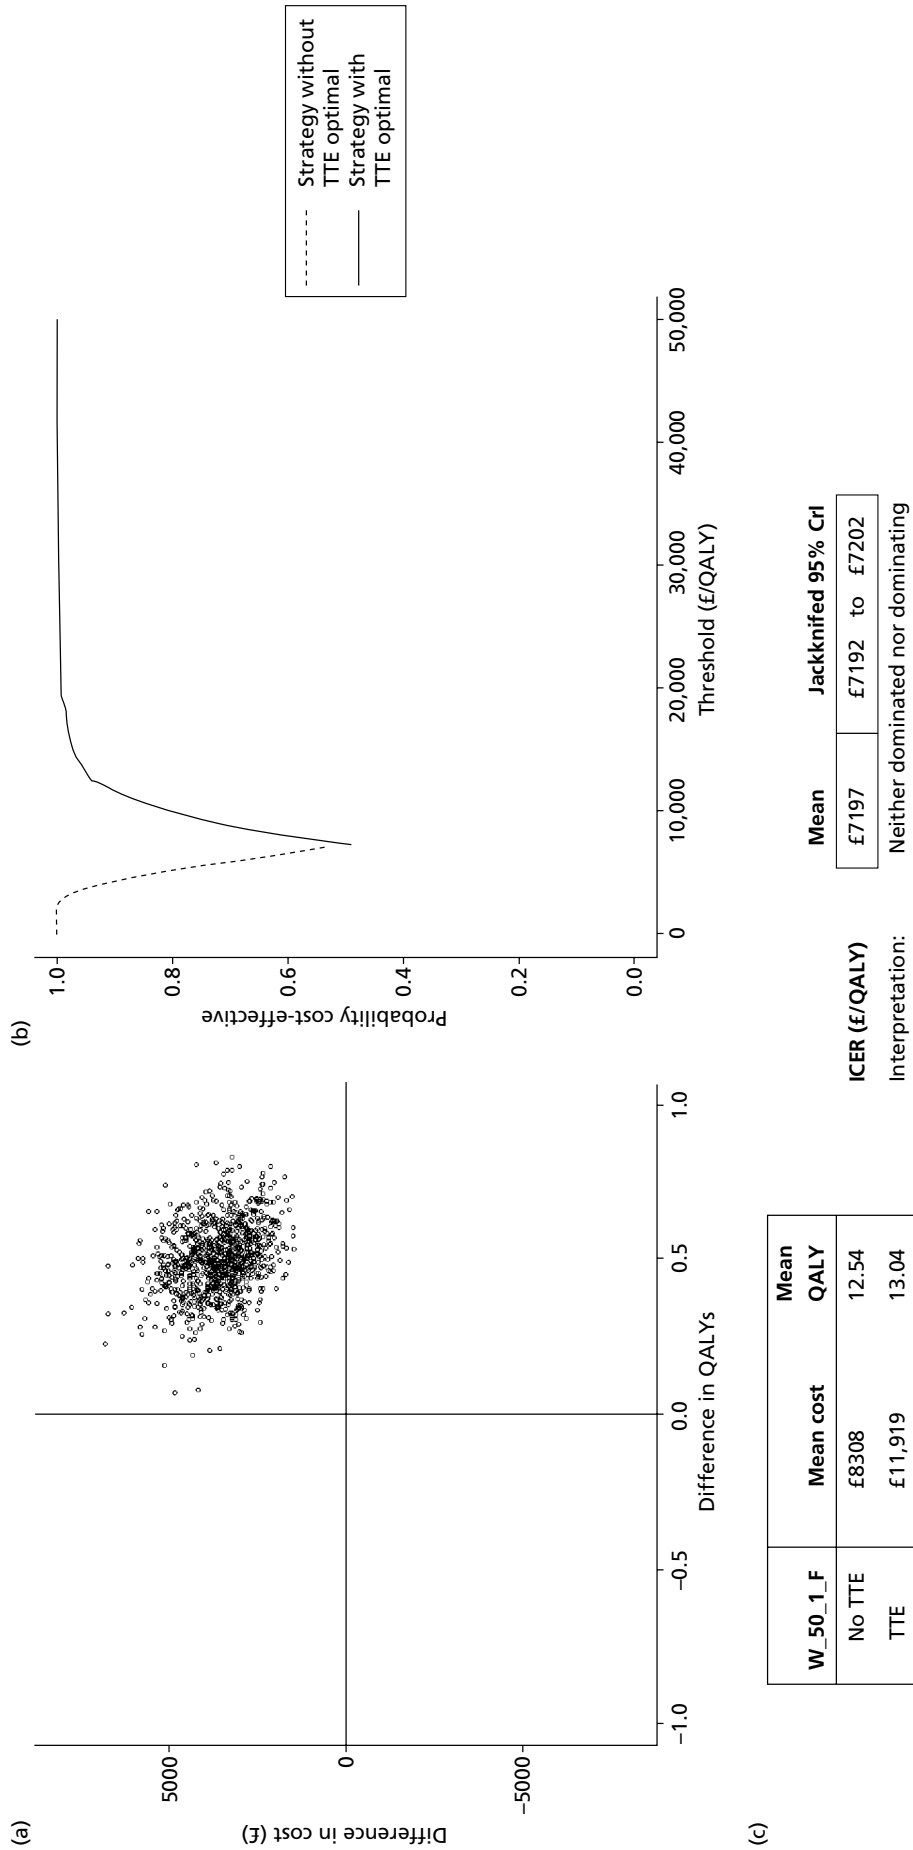 (a)
Difference in cost (£)
5000
0
−5000
−1.0
−0.5
0.0
0.5
1.0
Difference in QALYs
(b)
Probability cost-effective
1.0
0.8
0.6
0.4
0.2
0.0
0
10,000
20,000
30,000
40,000
50,000
Threshold (£/QALY)
Strategy without
TTE optimal
Strategy with
TTE optimal
(c)
W_50_1_F Mean cost Mean QALY
No TTE £8308 12.54
TTE £11,919 13.04
Mean Jackknifed 95% CrI
ICER (£/QALY) £7197 £7192 to £7202
Interpretation: Neither dominated nor dominating